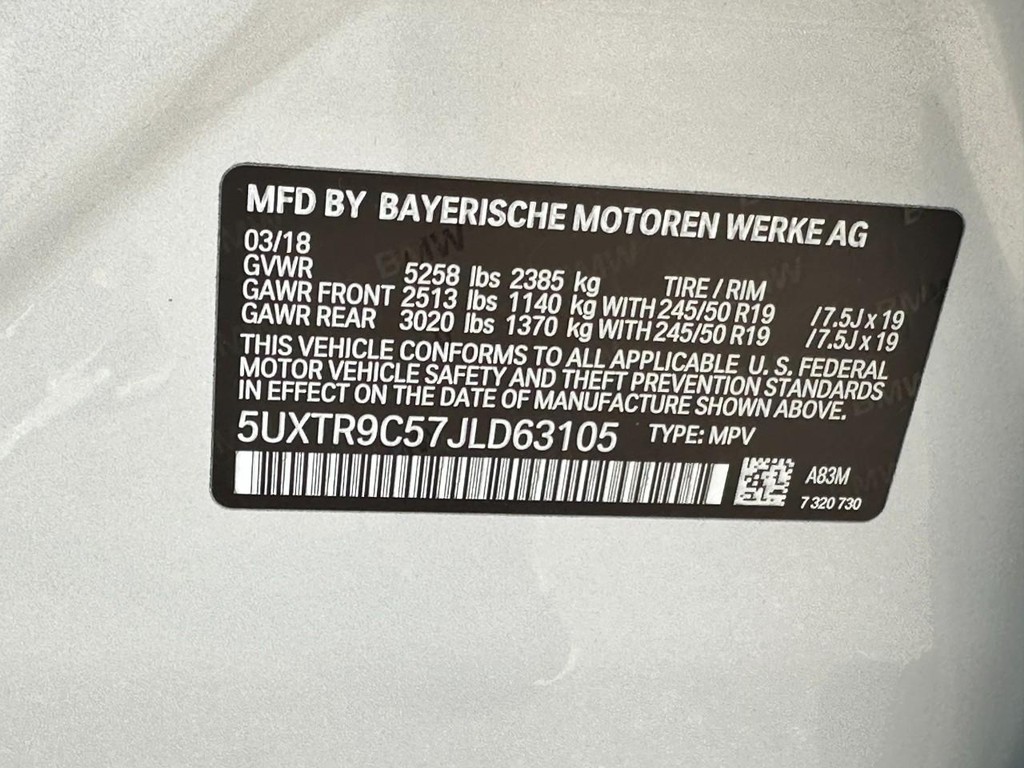 MFD BY BAYERISCHE MOTOREN WERKE AG
03/18
GVWR 5258 lbs 2385 kg TIRE / RIM
GAWR FRONT 2513 lbs 1140 kg WITH 245/50 R19 / 7.5J x 19
GAWR REAR 3020 lbs 1370 kg WITH 245/50 R19 / 7.5J x 19
THIS VEHICLE CONFORMS TO ALL APPLICABLE U. S. FEDERAL
MOTOR VEHICLE SAFETY AND THEFT PREVENTION STANDARDS
IN EFFECT ON THE DATE OF MANUFACTURE SHOWN ABOVE.
5UXTR9C57JLD63105 TYPE: MPV
A83M
7 320 730